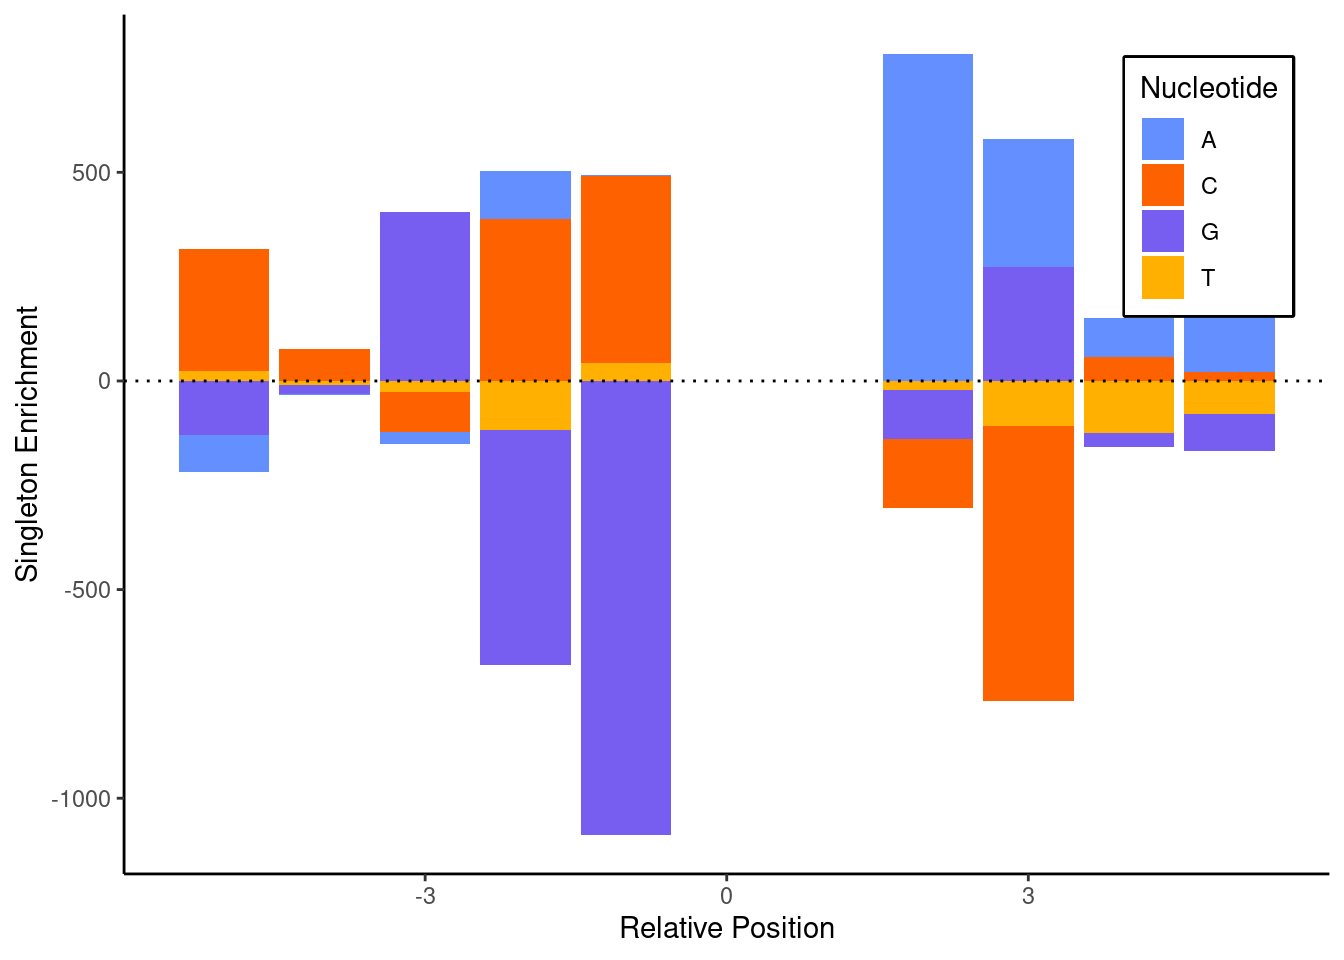 Nucleotide
A
C
G
T
500
0
-500
-1000
Singleton Enrichment
-3
0
3
Relative Position